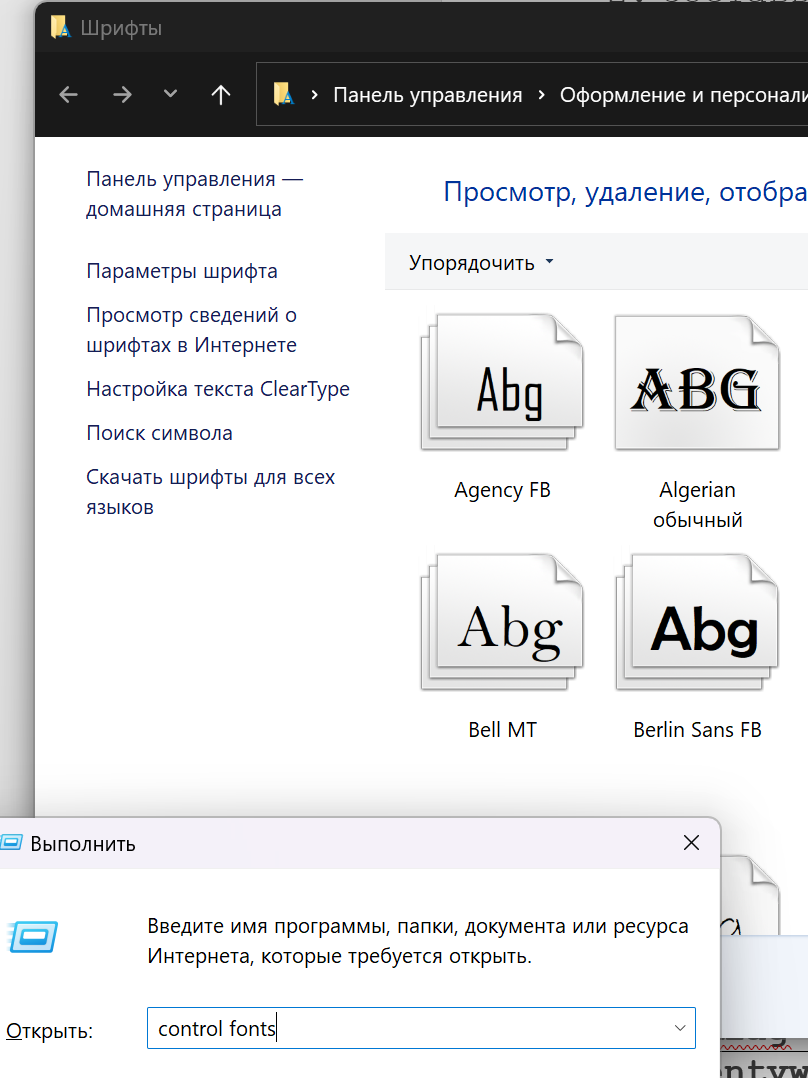 Шрифты
Панель управления
Оформление и персонали
Панель управления —
домашняя страница
Параметры шрифта
Просмотр сведений о
шрифтах в Интернете
Настройка текста ClearType
Поиск символа
Скачать шрифты для всех
языков
Просмотр, удаление, отобра
Упорядочить
Abg
ABG
Agency FB
Algerian
обычный
Abg
Abg
Bell MT
Berlin Sans FB
Выполнить
Введите имя программы, папки, документа или ресурса
Интернета, которые требуется открыть.
Открыть:
control fonts